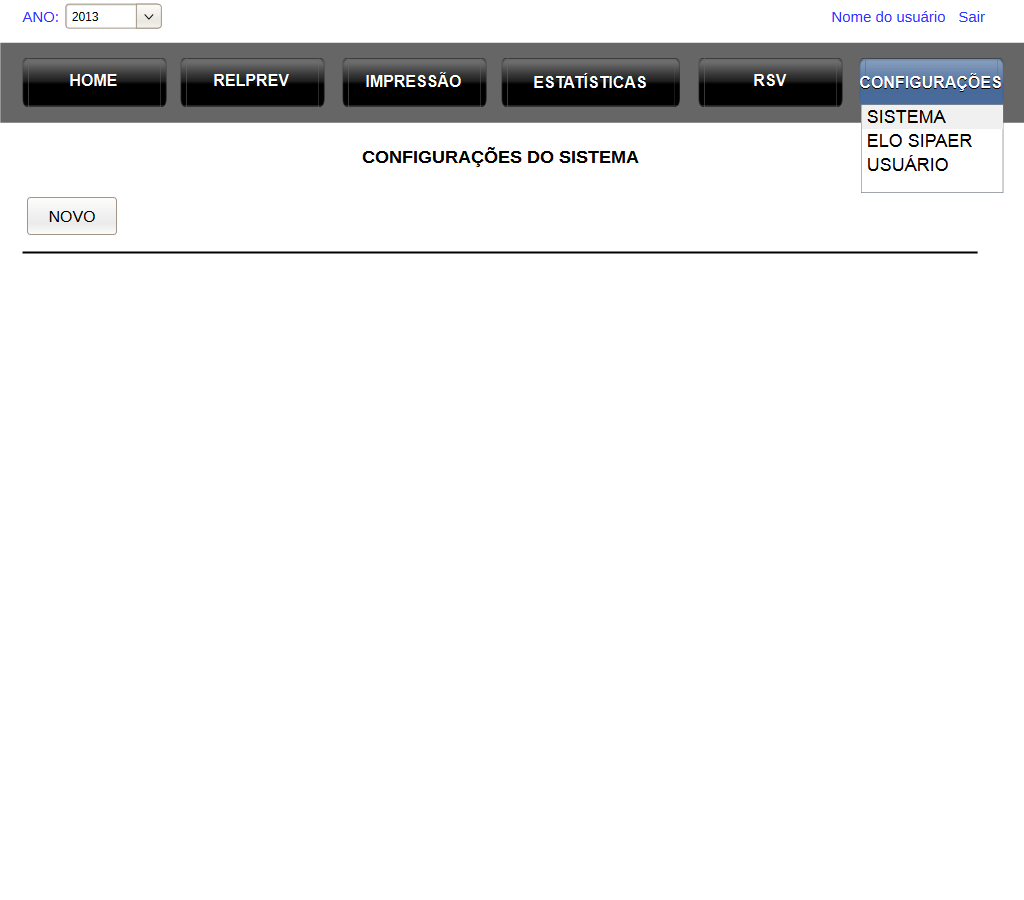 ANO: 2013 Nome do usuário Sair
HOME RELPREV IMPRESSÃO ESTATÍSTICAS RSV CONFIGURAÇÕES
SISTEMA
ELO SIPAER
USUÁRIO
CONFIGURAÇÕES DO SISTEMA
NOVO